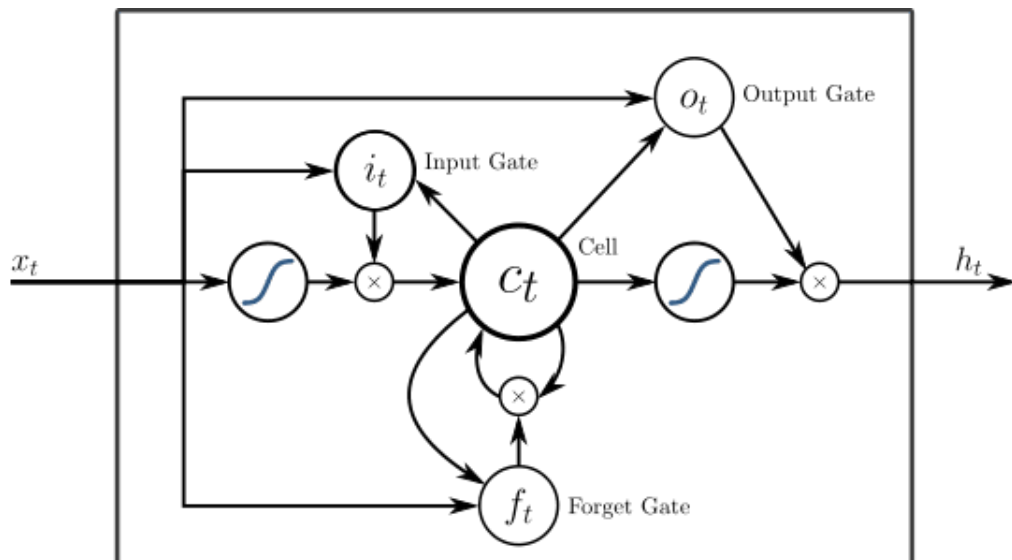 o_t Output Gate
i_t Input Gate
Cell
x_t
×
c_t
×
h_t
×
f_t Forget Gate